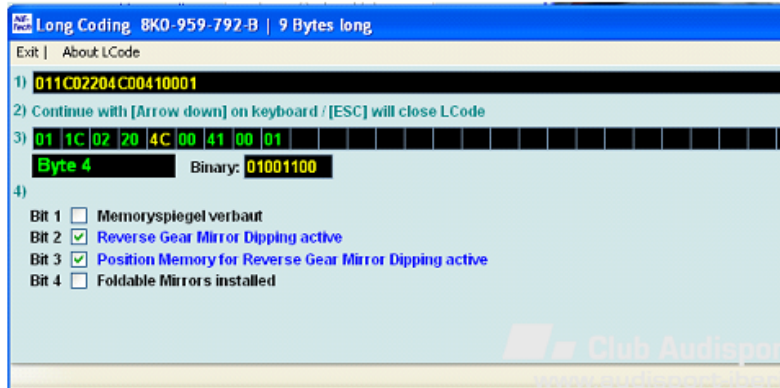 NE-Tech Long Coding 8K0-959-792-B | 9 Bytes long
Exit | About LCode
1) 011C02204C00410001
2) Continue with [Arrow down] on keyboard / [ESC] will close LCode
3) 01 1C 02 20 4C 00 41 00 01
Byte 4 Binary: 01001100
4)
Bit 1 Memoryspiegel verbaut
Bit 2 Reverse Gear Mirror Dipping active
Bit 3 Position Memory for Reverse Gear Mirror Dipping active
Bit 4 Foldable Mirrors installed
Club Audispor